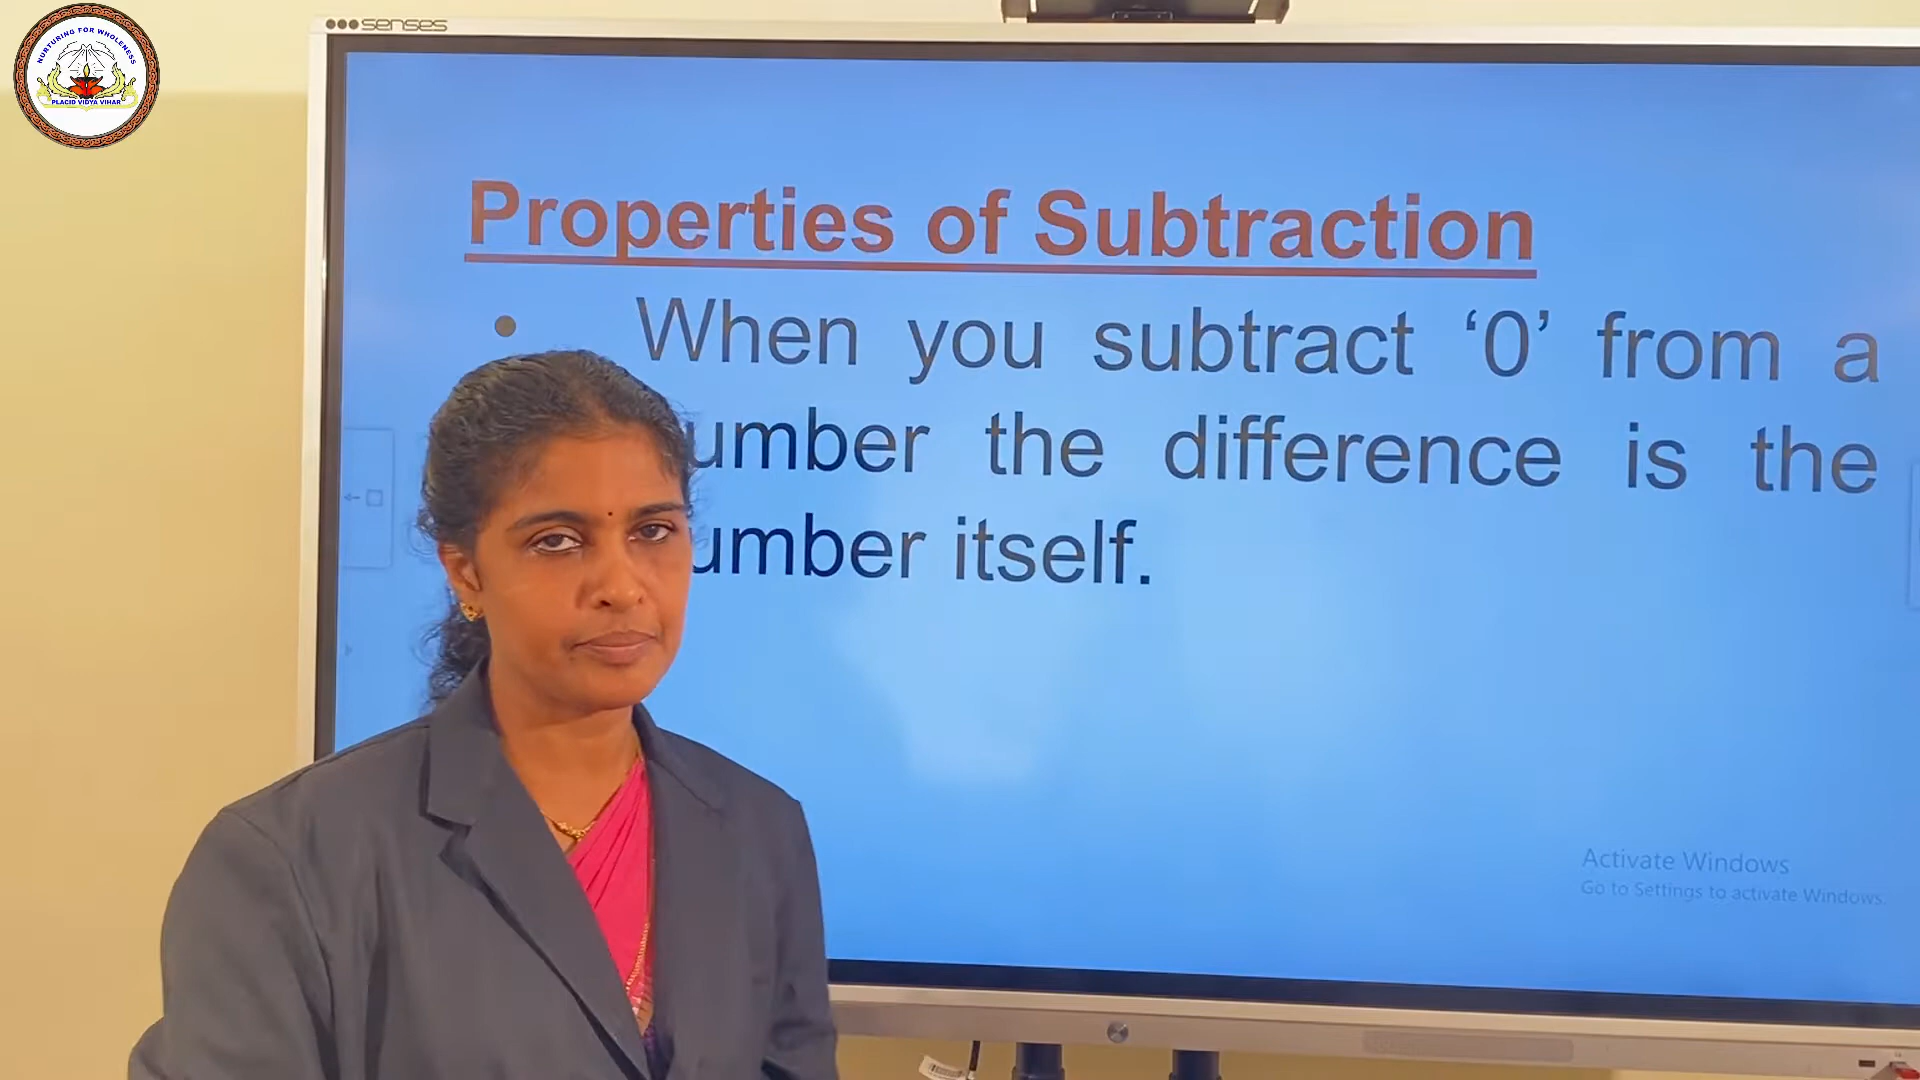 NURTURING FOR WHOLENESS
PLACID VIDYA VIHAR
senses
Properties of Subtraction
• When you subtract ‘0’ from a
umber the difference is the
umber itself.
Activate Windows
Go to Settings to activate Windows.